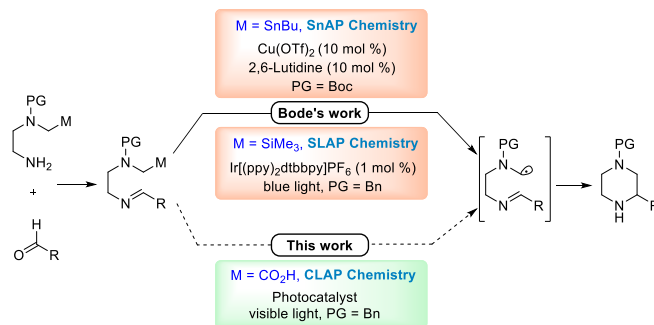 M = SnBu, SnAP Chemistry
Cu(OTf)2 (10 mol %)
2,6-Lutidine (10 mol %)
PG = Boc
Bode's work
M = SiMe3, SLAP Chemistry
Ir[(ppy)2dtbbpy]PF6 (1 mol %)
blue light, PG = Bn
This work
M = CO2H, CLAP Chemistry
Photocatalyst
visible light, PG = Bn
PG
N
M
NH2
+
H
O
R
PG
N
M
N
R
PG
N
N
R
PG
N
N
H
R